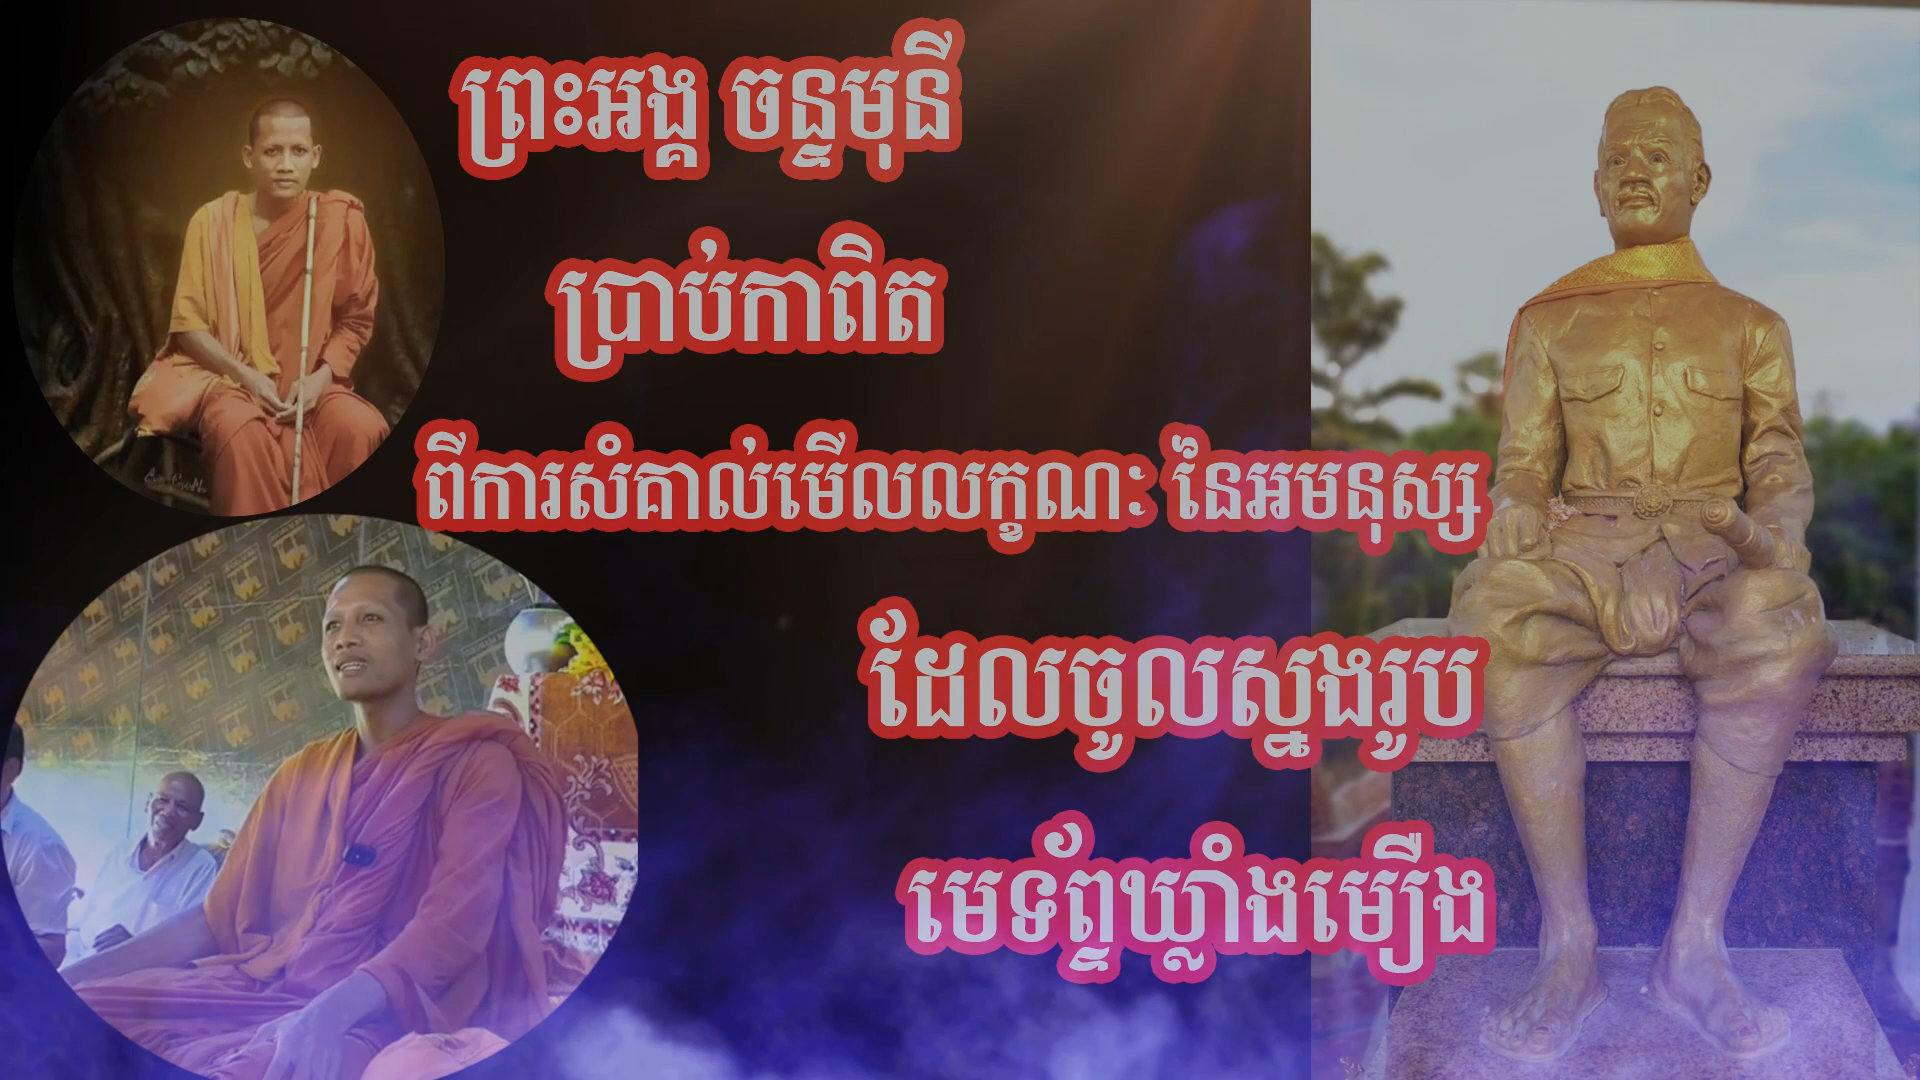 ព្រះអង្គ ចន្ទមុនី
ប្រាប់កាពិត
ពីការសំគាល់មើលលក្ខណៈ នៃអមនុស្ស
ដែលចូលស្នងរូប
មេទ័ព្ទឃ្លាំងមឿង